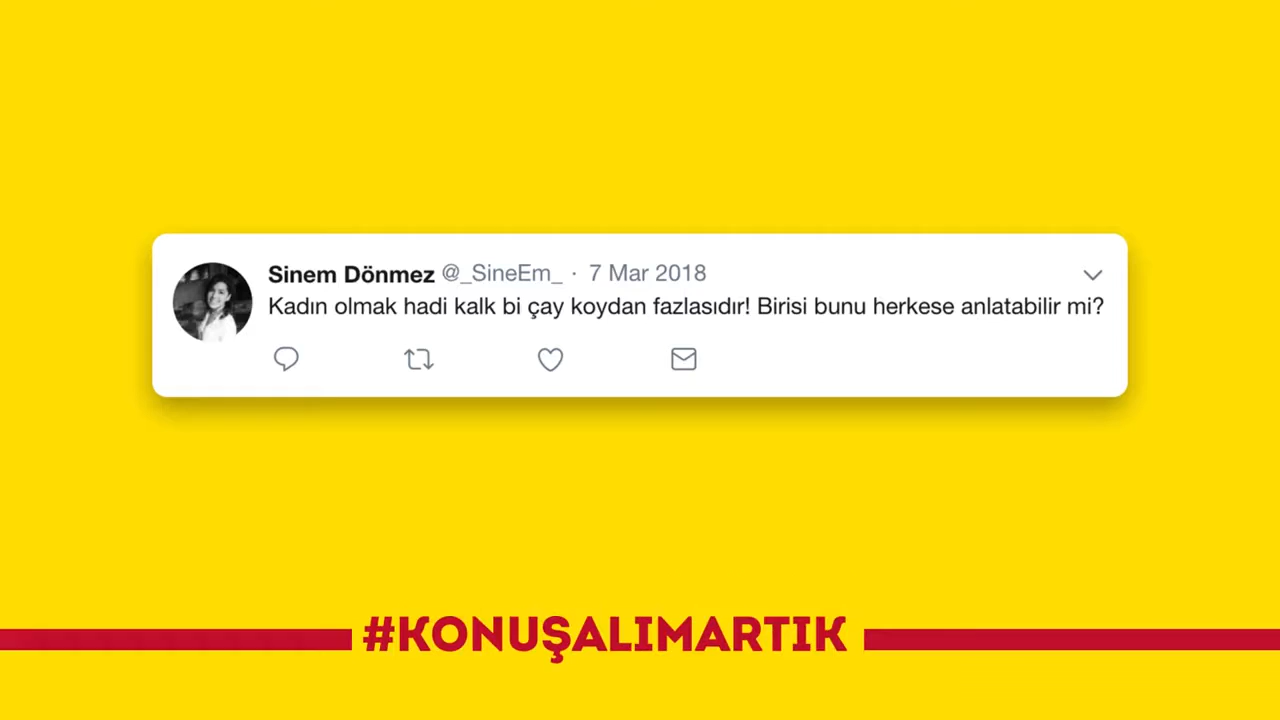 Sinem Dönmez @_SineEm_ · 7 Mar 2018
Kadın olmak hadi kalk bi çay koydan fazlasıdır! Birisi bunu herkese anlatabilir mi?
#KONUŞALIMARTIK